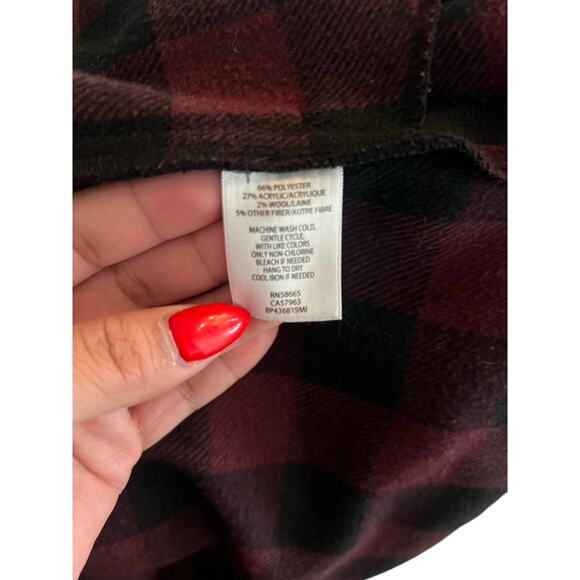 66% POLYESTER
27% ACRYLIC/ACRYLIQUE
2% WOOL/LAINE
5% OTHER FIBER/AUTRE FIBRE
MACHINE WASH COLD,
GENTLE CYCLE,
WITH LIKE COLORS
ONLY NON-CHLORINE
BLEACH IF NEEDED
HANG TO DRY
COOL IRON IF NEEDED
RN58665
CA57963
BP436819MI